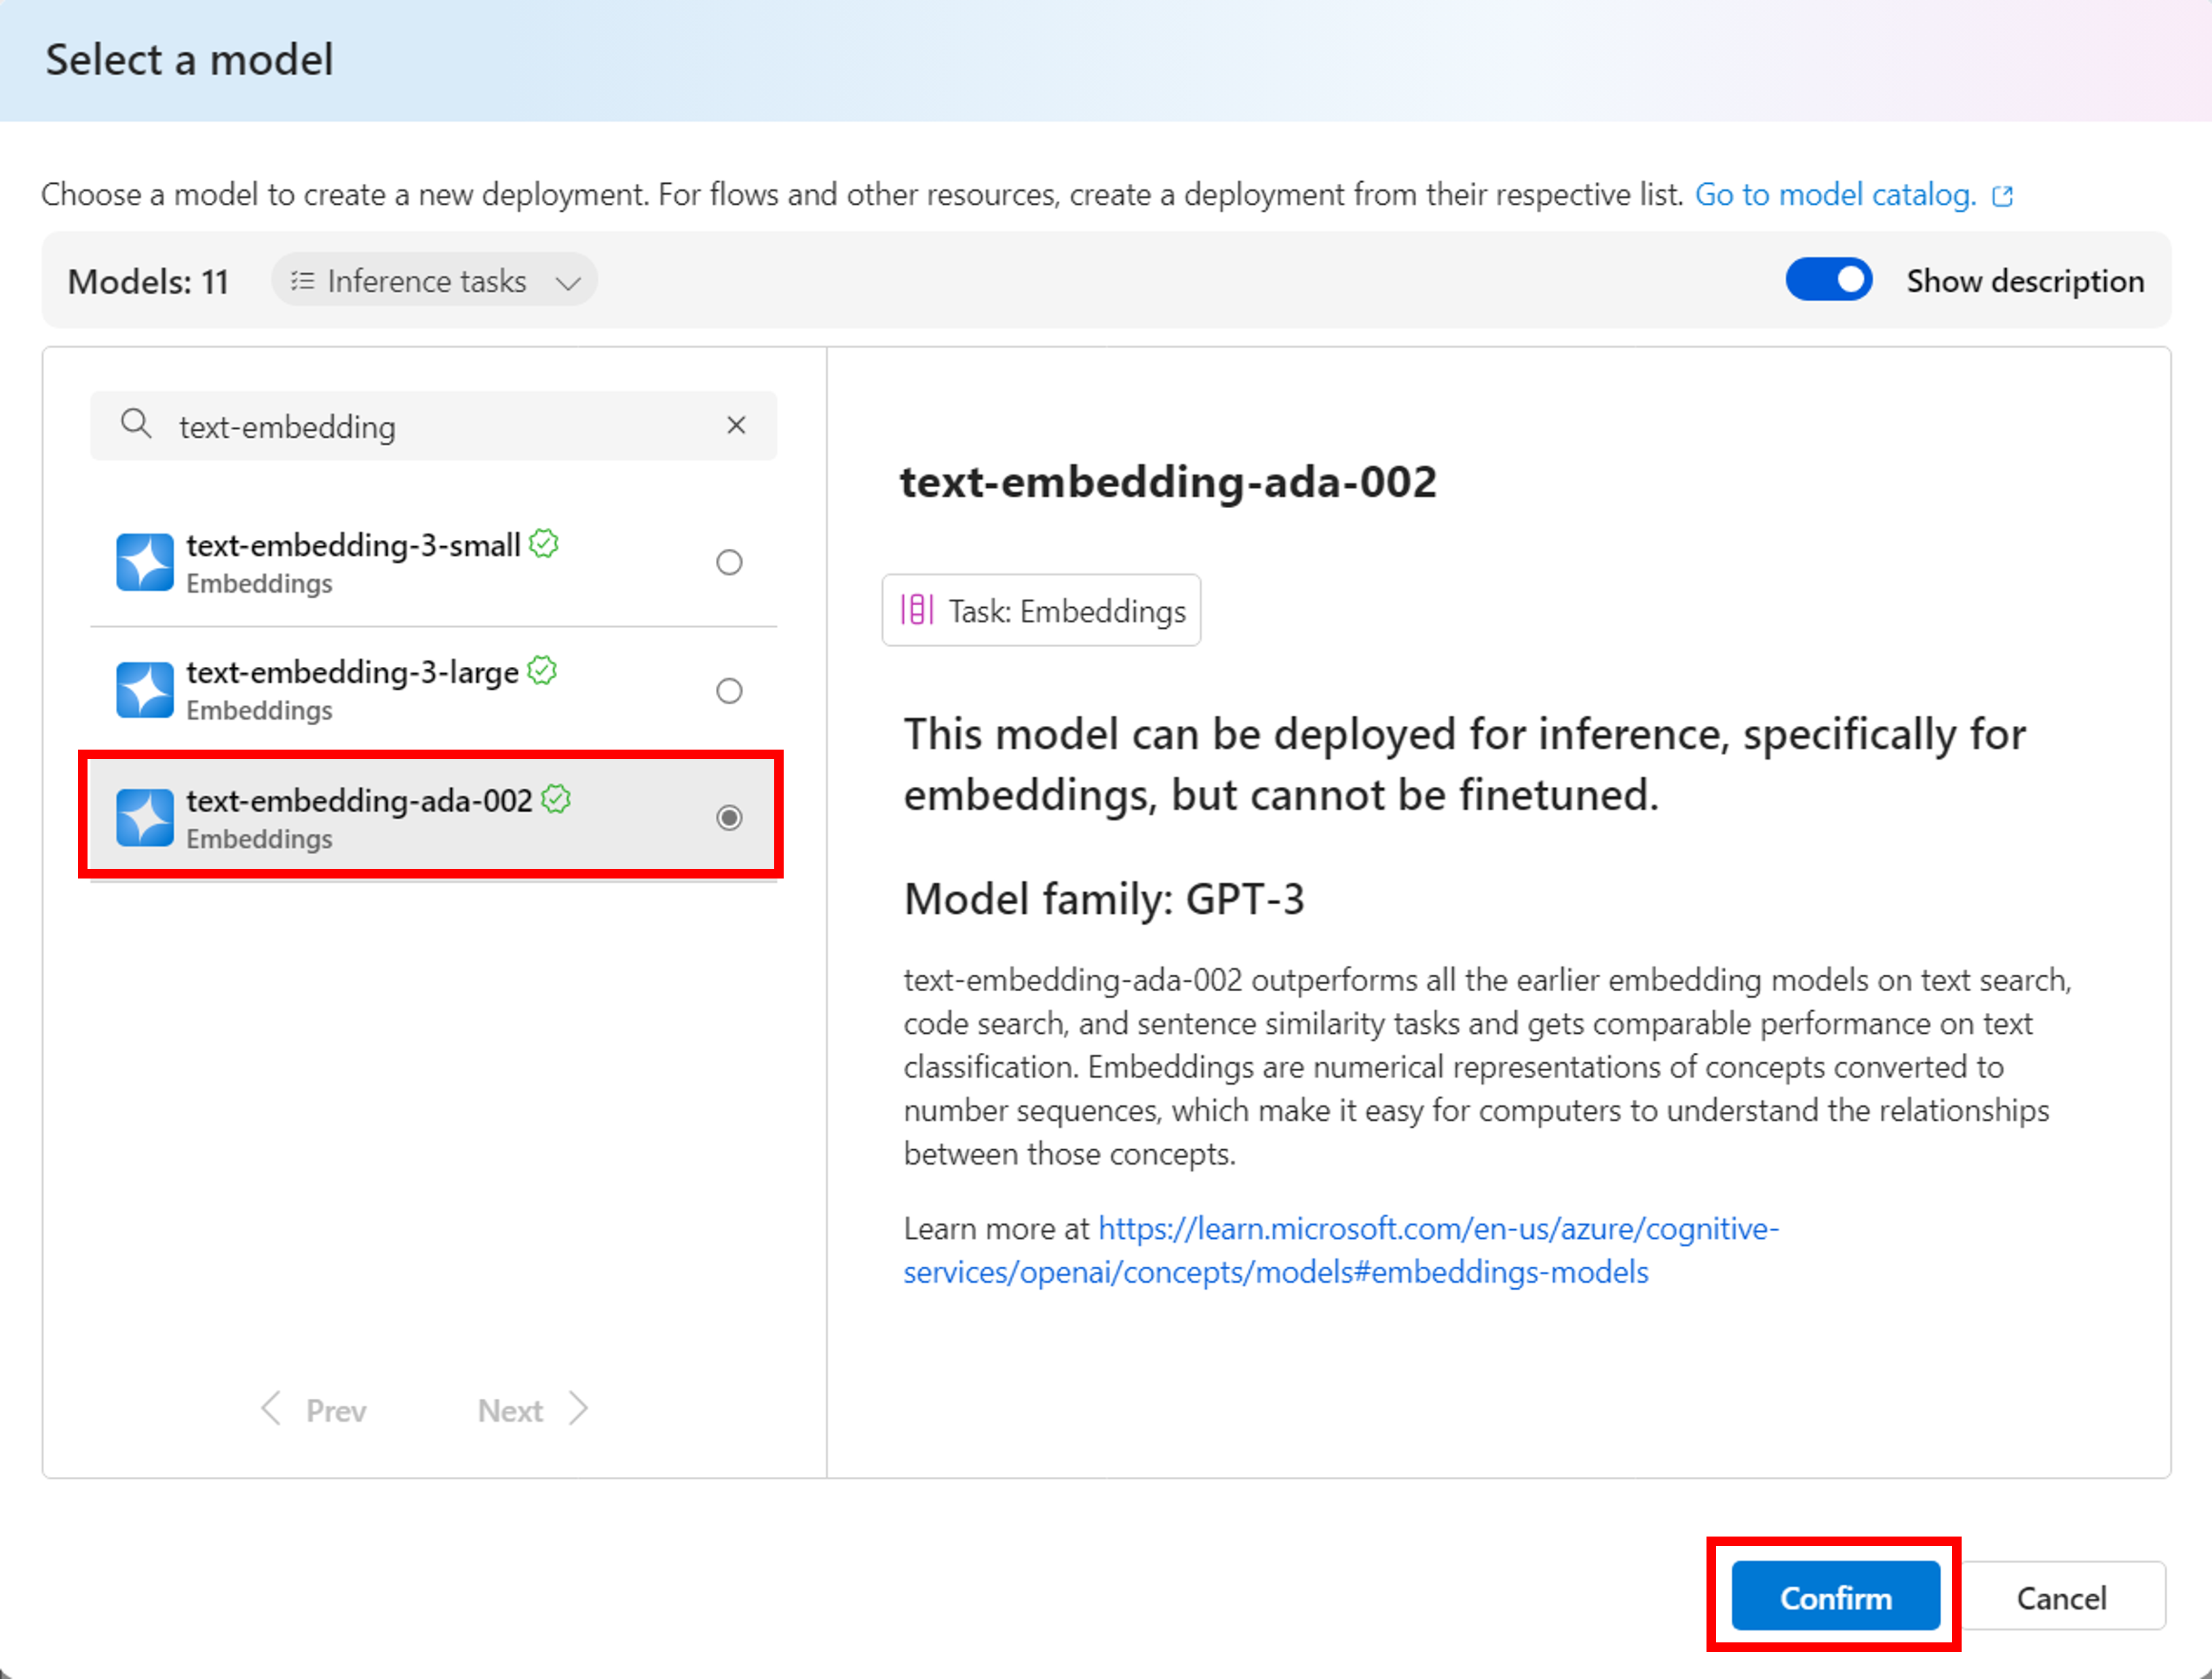 Select a model
Choose a model to create a new deployment. For flows and other resources, create a deployment from their respective list. Go to model catalog.
Models: 11
Inference tasks
Show description
text-embedding
text-embedding-3-small
Embeddings
text-embedding-3-large
Embeddings
text-embedding-ada-002
Embeddings
Prev
Next
text-embedding-ada-002
Task: Embeddings
This model can be deployed for inference, specifically for
embeddings, but cannot be finetuned.
Model family: GPT-3
text-embedding-ada-002 outperforms all the earlier embedding models on text search,
code search, and sentence similarity tasks and gets comparable performance on text
classification. Embeddings are numerical representations of concepts converted to
number sequences, which make it easy for computers to understand the relationships
between those concepts.
Learn more at https://learn.microsoft.com/en-us/azure/cognitive-
services/openai/concepts/models#embeddings-models
Confirm
Cancel